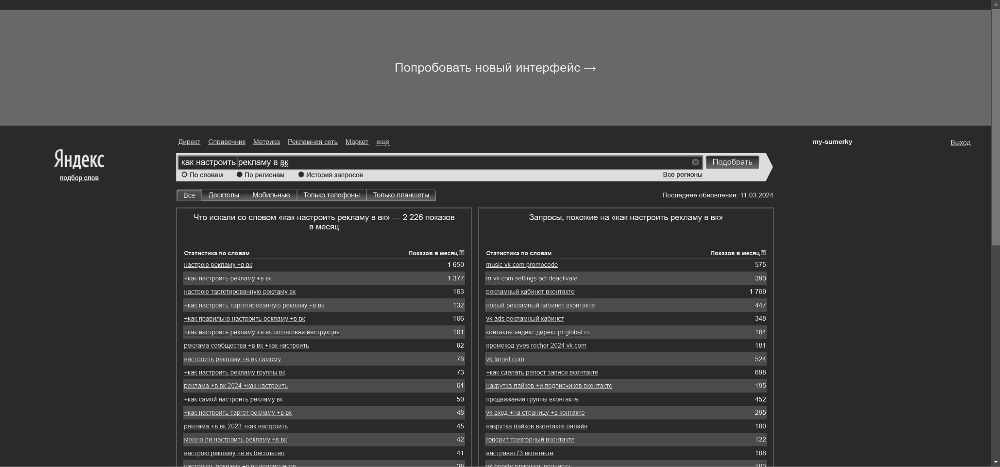 Попробовать новый интерфейс →
Директ Справочник Метрика Рекламная сеть Маркет ещё
my-sumerky
Выход
Яндекс
подбор слов
как настроить рекламу в вк
Подобрать
По словам По регионам История запросов
Все регионы
Все Десктопы Мобильные Только телефоны Только планшеты
Последнее обновление: 11.03.2024
Что искали со словом «как настроить рекламу в вк» — 2 226 показов
в месяц
Статистика по словам Показов в месяц ?
настрою рекламу +в вк 1 650
+как настроить рекламу +в вк 1 377
настрою таргетированную рекламу вк 163
+как настроить таргетированную рекламу +в вк 132
+как правильно настроить рекламу +в вк 106
+как настроить рекламу +в вк пошаговая инструкция 101
реклама сообщества +в вк +как настроить 92
настроить рекламу +в вк самому 78
+как настроить рекламу группы вк 73
реклама +в вк 2024 +как настроить 61
+как самой настроить рекламу вк 50
+как настроить таргет рекламу +в вк 48
реклама +в вк 2023 +как настроить 45
можно ли настроить рекламу +в вк 42
настрою рекламу +в вк бесплатно 41
настроить рекламу +в вк подписчиков 38
Запросы, похожие на «как настроить рекламу в вк»
Статистика по словам Показов в месяц ?
music vk com promocode 575
m vk com settings act deactivate 390
рекламный кабинет вконтакте 1 769
новый рекламный кабинет вконтакте 447
vk ads рекламный кабинет 348
контакты яндекс директ pr global ru 184
промокод yves rocher 2024 vk com 181
vk target com 524
+как сделать репост записи вконтакте 698
накрутка лайков +и подписчиков вконтакте 195
продвижение группы вконтакте 452
vk вход +на страницу +в контакте 295
накрутка лайков вконтакте онлайн 180
говорит трехгорный вконтакте 122
настравят73 вконтакте 108
vk boosty отменить подписку 103